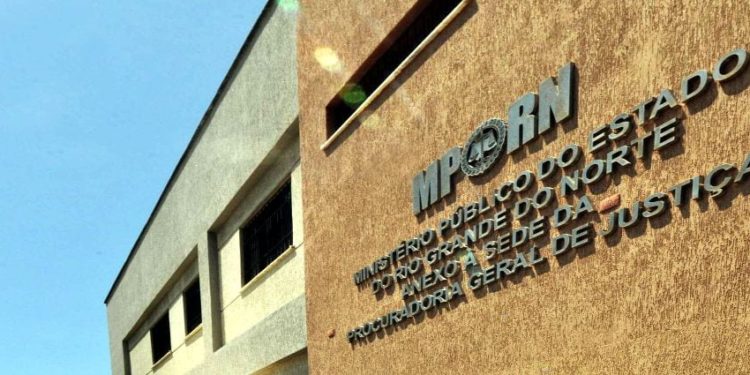 MPRN
MINISTÉRIO PÚBLICO DO ESTADO
DO RIO GRANDE DO NORTE
ANEXO À SEDE DA
PROCURADORIA GERAL DE JUSTIÇA